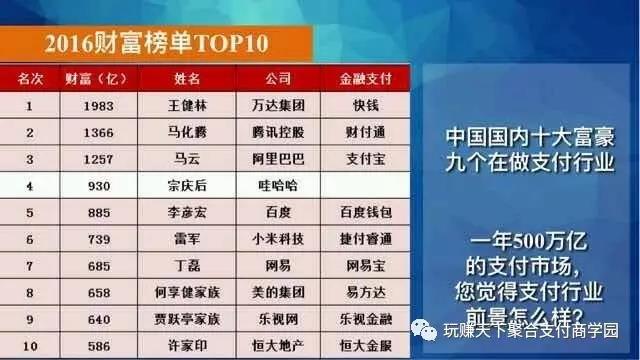 2016财富榜单TOP10
名次 财富（亿） 姓名 公司 金融支付
1 1983 王健林 万达集团 快钱
2 1366 马化腾 腾讯控股 财付通
3 1257 马云 阿里巴巴 支付宝
4 930 宗庆后 哇哈哈
5 885 李彦宏 百度 百度钱包
6 739 雷军 小米科技 捷付睿通
7 685 丁磊 网易 网易宝
8 658 何享健家族 美的集团 易方达
9 640 贾跃亭家族 乐视网 乐视金融
10 586 许家印 恒大地产 恒大金服
中国国内十大富豪
九个在做支付行业
一年500万亿
的支付市场，
您觉得支付行业
前景怎么样？
玩赚天下聚合支付商学园